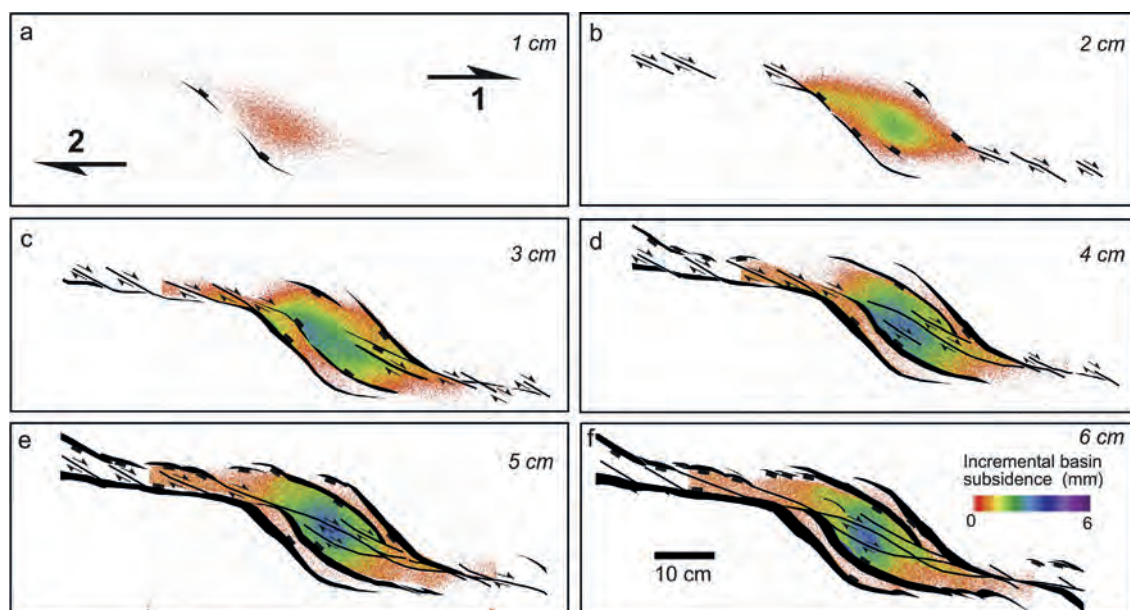 a
1 cm
1
2
b
2 cm
c
3 cm
d
4 cm
e
5 cm
f
6 cm
Incremental basin
subsidence (mm)
0
6
10 cm